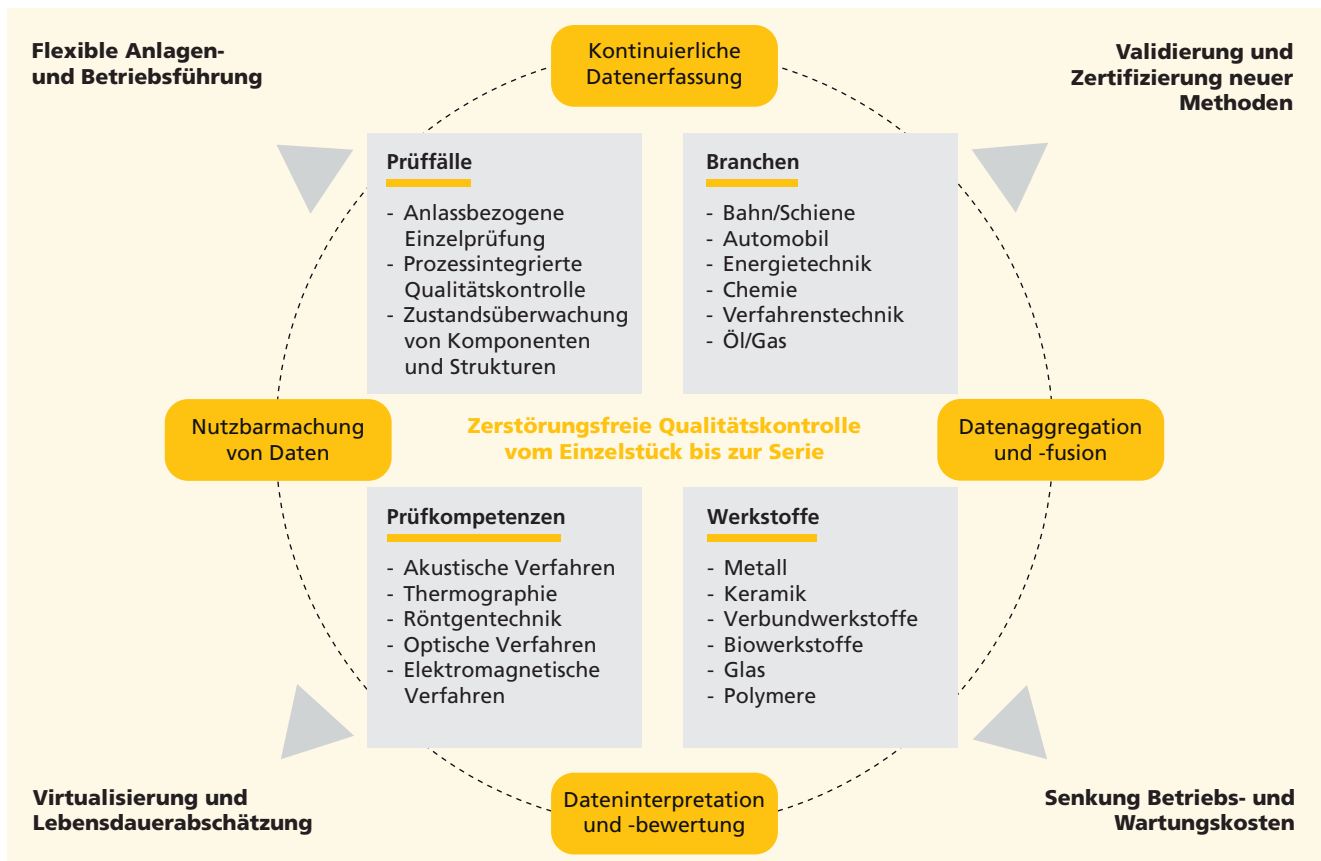 Flexible Anlagen-
und Betriebsführung
Kontinuierliche
Datenerfassung
Validierung und
Zertifizierung neuer
Methoden
Prüffälle
- Anlassbezogene
Einzelprüfung
- Prozessintegrierte
Qualitätskontrolle
- Zustandsüberwachung
von Komponenten
und Strukturen
Branchen
- Bahn/Schiene
- Automobil
- Energietechnik
- Chemie
- Verfahrenstechnik
- Öl/Gas
Nutzbarmachung
von Daten
Zerstörungsfreie Qualitätskontrolle
vom Einzelstück bis zur Serie
Datenaggregation
und -fusion
Prüfkompetenzen
- Akustische Verfahren
- Thermographie
- Röntgentechnik
- Optische Verfahren
- Elektromagnetische
Verfahren
Werkstoffe
- Metall
- Keramik
- Verbundwerkstoffe
- Biowerkstoffe
- Glas
- Polymere
Virtualisierung und
Lebensdauerabschätzung
Dateninterpretation
und -bewertung
Senkung Betriebs- und
Wartungskosten